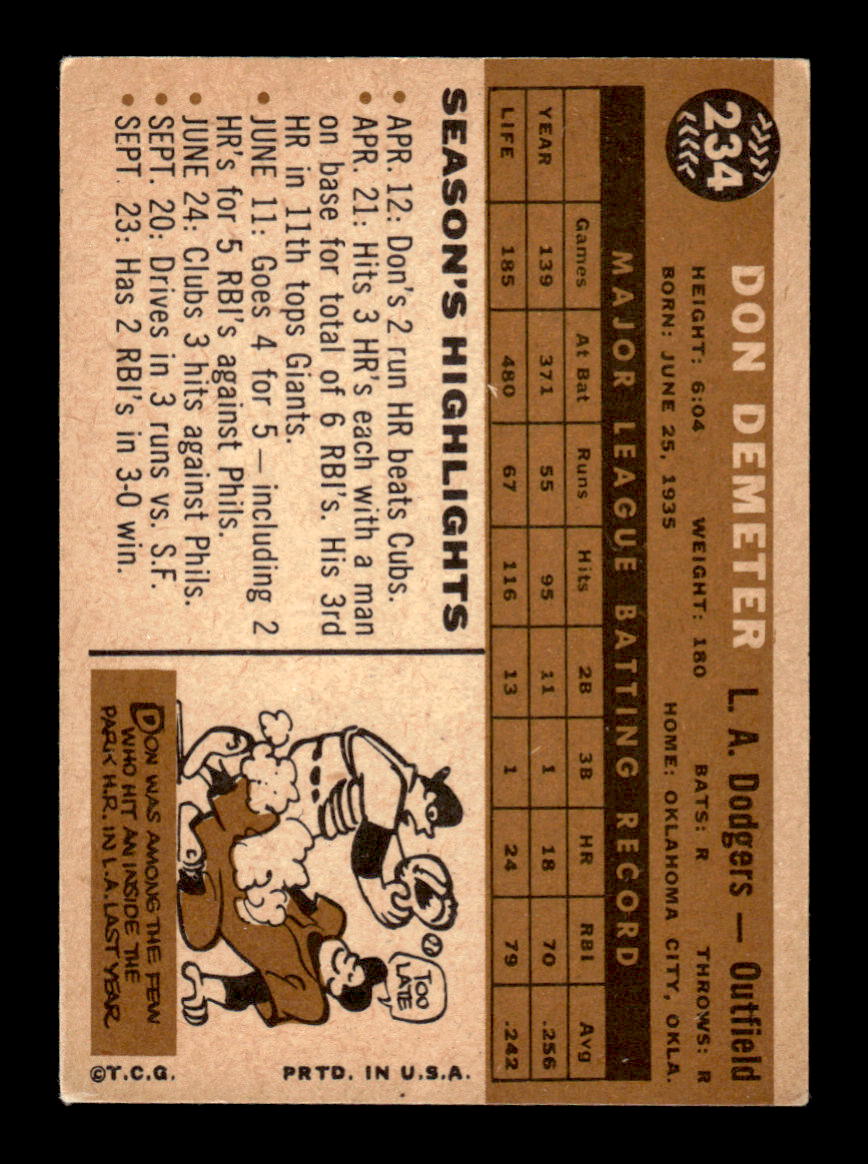 234
DON DEMETER L. A. Dodgers — Outfield
HEIGHT: 6:04 WEIGHT: 180 BATS: R THROWS: R
BORN: JUNE 25, 1935 HOME: OKLAHOMA CITY, OKLA.
MAJOR LEAGUE BATTING RECORD
Games At Bat Runs Hits 2B 3B HR RBI Avg
YEAR 139 371 55 95 11 1 18 70 .256
LIFE 185 480 67 116 13 1 24 79 .242
SEASON'S HIGHLIGHTS
• APR. 12: Don's 2 run HR beats Cubs.
• APR. 21: Hits 3 HR's each with a man
on base for total of 6 RBI's. His 3rd
HR in 11th tops Giants.
• JUNE 11: Goes 4 for 5 — including 2
HR's for 5 RBI's against Phils.
• JUNE 24: Clubs 3 hits against Phils.
• SEPT. 20: Drives in 3 runs vs. S.F.
• SEPT. 23: Has 2 RBI's in 3-0 win.
TOO
LATE
DON WAS AMONG THE FEW
WHO HIT AN INSIDE THE
PARK H.R. IN L.A. LAST YEAR
©T.C.G. PRTD. IN U.S.A.